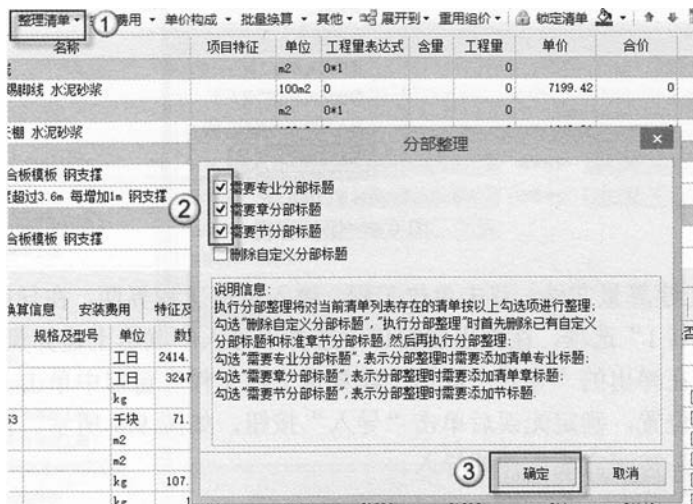 整理清单 ① 费用 单价构成 批量换算 其他 展开到 重用组价 锁定清单
名称 项目特征 单位 工程量表达式 含量 工程量 单价 合价
m2 0*1 0
踢脚线 水泥砂浆 100m2 0 0 7199.42 0
m2 0*1 0
天棚 水泥砂浆
分部整理
合板模板 钢支撑
超过3.6m 每增加1m 钢支撑
合板模板 钢支撑
②
需要专业分部标题
需要章分部标题
需要节分部标题
删除自定义分部标题
说明信息:
执行分部整理将对当前清单列表存在的清单按以上勾选项进行整理;
勾选"删除自定义分部标题","执行分部整理"时首先删除已有自定义
分部标题和标准章节分部标题,然后再执行分部整理;
勾选"需要专业分部标题",表示分部整理时需要添加清单专业标题;
勾选"需要章分部标题",表示分部整理时需要添加清单章标题;
勾选"需要节分部标题",表示分部整理时需要添加节标题.
换算信息 安装费用 特征及
规格及型号 单位 数
工日 2414.
工日 3247
kg
53 千块 71.
m2
m2
kg 107.
kg 1
③ 确定 取消